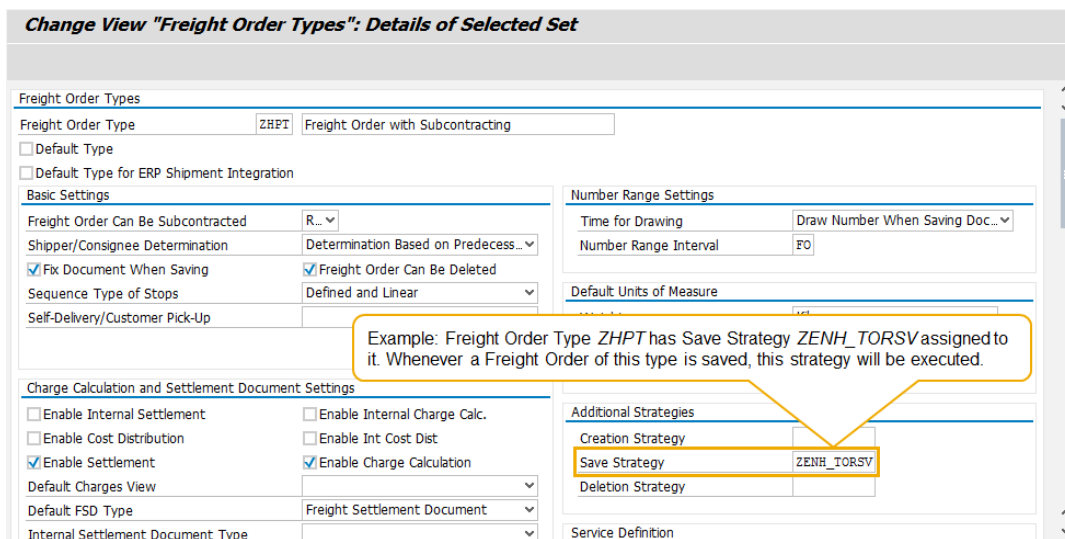 Change View "Freight Order Types": Details of Selected Set
Freight Order Types
Freight Order Type ZHPT Freight Order with Subcontracting
Default Type
Default Type for ERP Shipment Integration
Basic Settings
Freight Order Can Be Subcontracted R...
Shipper/Consignee Determination Determination Based on Predecess...
Fix Document When Saving Freight Order Can Be Deleted
Sequence Type of Stops Defined and Linear
Self-Delivery/Customer Pick-Up
Number Range Settings
Time for Drawing Draw Number When Saving Doc...
Number Range Interval FO
Default Units of Measure
Example: Freight Order Type ZHPT has Save Strategy ZENH_TORSV assigned to
it. Whenever a Freight Order of this type is saved, this strategy will be executed.
Charge Calculation and Settlement Document Settings
Enable Internal Settlement Enable Internal Charge Calc.
Enable Cost Distribution Enable Int Cost Dist
Enable Settlement Enable Charge Calculation
Default Charges View
Default FSD Type Freight Settlement Document
Internal Settlement Document Type
Additional Strategies
Creation Strategy
Save Strategy ZENH_TORSV
Deletion Strategy
Service Definition